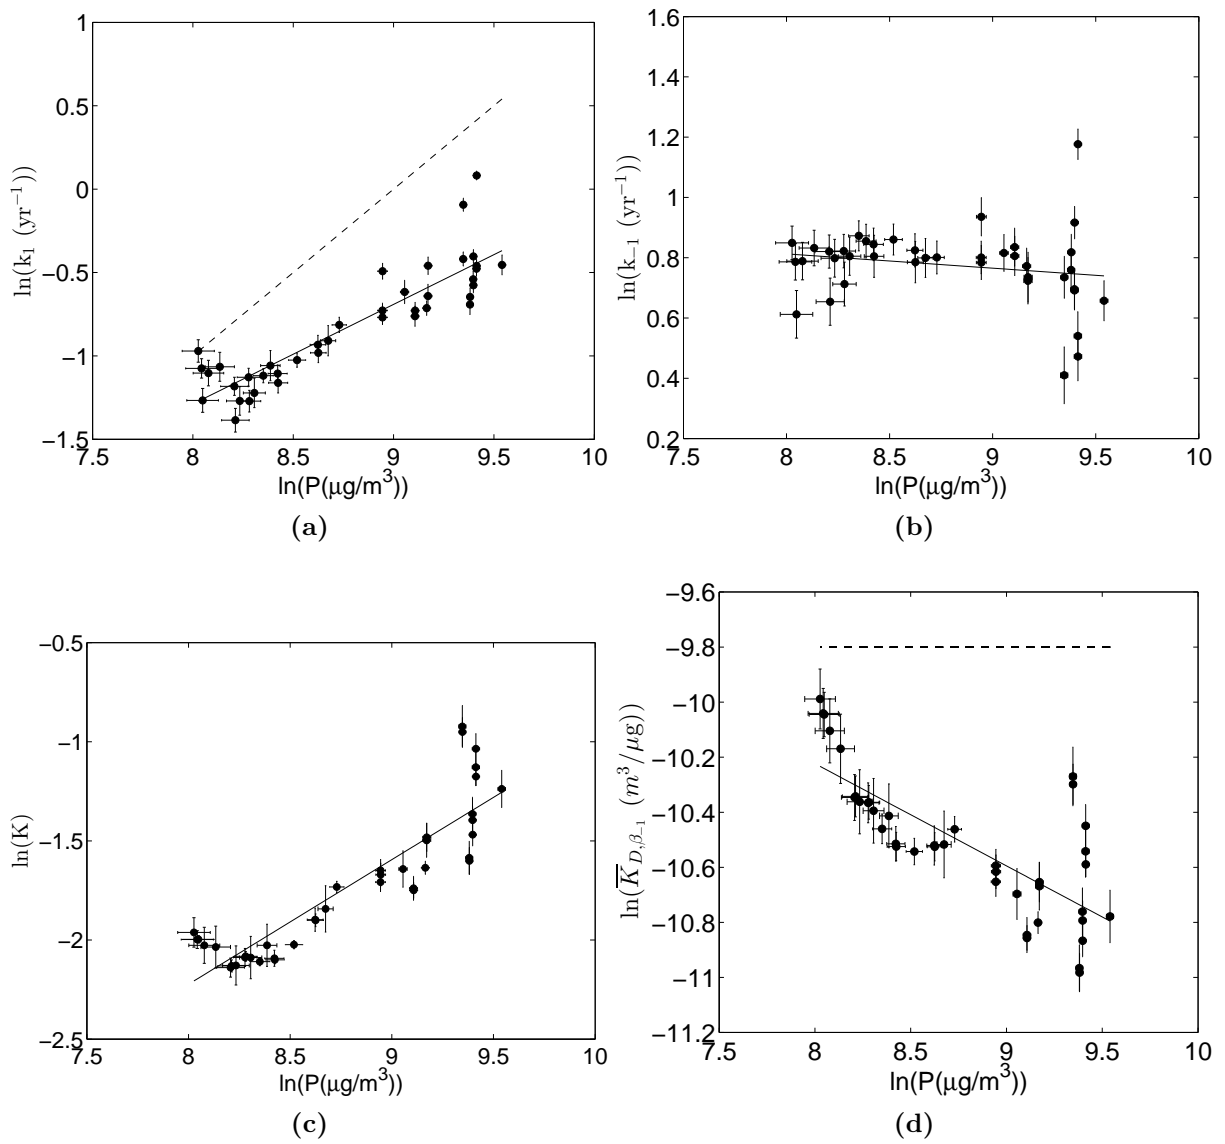 1
0.5
0
−0.5
−1
−1.5
7.5 8 8.5 9 9.5 10
ln(k₁ (yr⁻¹))
ln(P(μg/m³))
(a)
1.6
1.4
1.2
1
0.8
0.6
0.4
0.2
7.5 8 8.5 9 9.5 10
ln(k₋₁ (yr⁻¹))
ln(P(μg/m³))
(b)
−0.5
−1
−1.5
−2
−2.5
7.5 8 8.5 9 9.5 10
ln(K)
ln(P(μg/m³))
(c)
−9.6
−9.8
−10
−10.2
−10.4
−10.6
−10.8
−11
−11.2
7.5 8 8.5 9 9.5 10
ln(K̅_{D,β₋₁} (m³/μg))
ln(P(μg/m³))
(d)